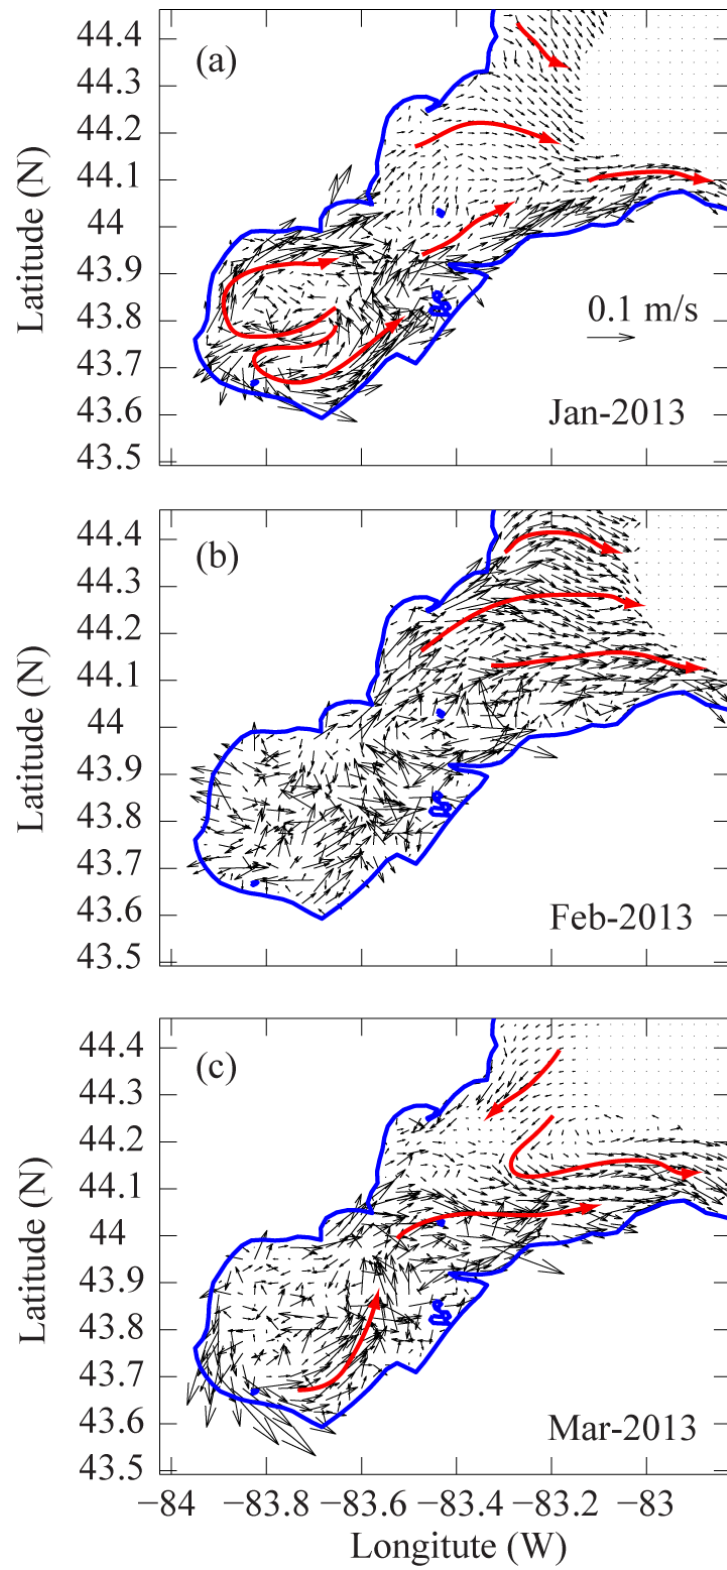 44.4
(a)
44.3
44.2
44.1
44
43.9
43.8
43.7
43.6
43.5
Latitude (N)
0.1 m/s
Jan-2013
44.4
(b)
44.3
44.2
44.1
44
43.9
43.8
43.7
43.6
43.5
Latitude (N)
Feb-2013
44.4
(c)
44.3
44.2
44.1
44
43.9
43.8
43.7
43.6
43.5
Latitude (N)
Mar-2013
−84 −83.8 −83.6 −83.4 −83.2 −83
Longitute (W)